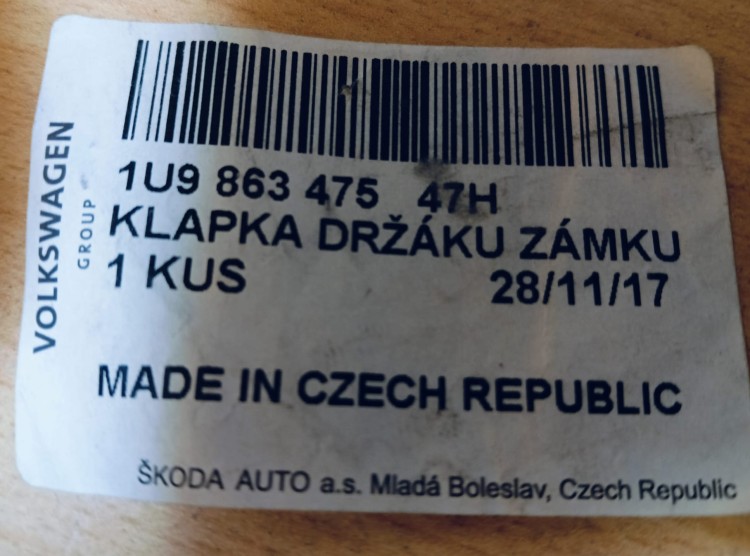 VOLKSWAGEN
GROUP
1U9 863 475 47H
KLAPKA DRŽÁKU ZÁMKU
1 KUS 28/11/17
MADE IN CZECH REPUBLIC
ŠKODA AUTO a.s. Mladá Boleslav, Czech Republic